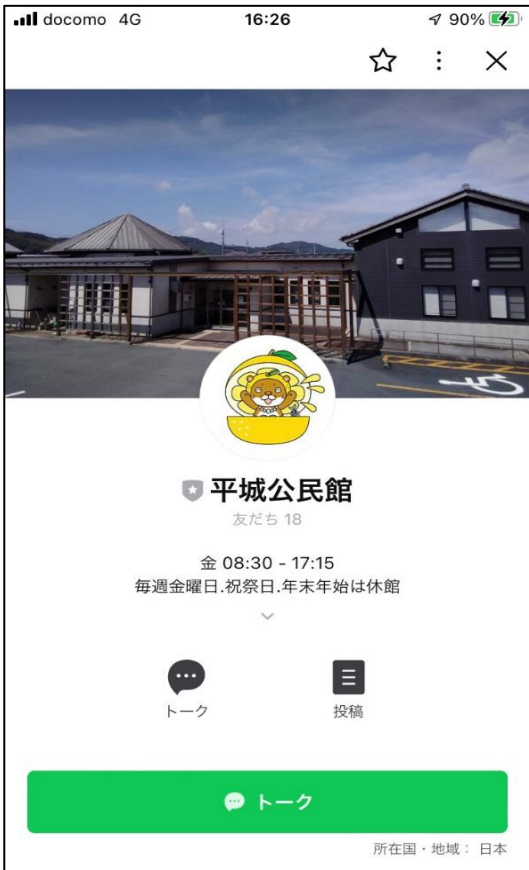 docomo 4G 16:26 90%
平城公民館
友だち 18
金 08:30 - 17:15
毎週金曜日.祝祭日.年末年始は休館
トーク 投稿
トーク
所在国・地域： 日本